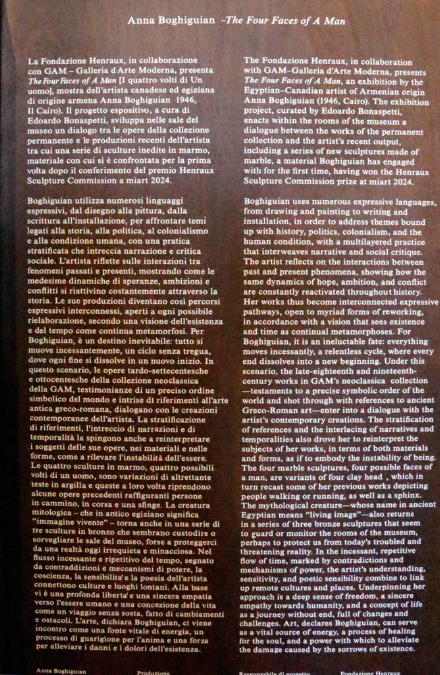 Anna Boghiguian -The Four Faces of A Man
La Fondazione Henraux, in collaborazione
con GAM – Galleria d'Arte Moderna, presenta
The Four Faces of A Man [I quattro volti di Un
uomo], mostra dell'artista canadese ed egiziana
di origine armena Anna Boghiguian 1946,
Il Cairo). Il progetto espositivo, a cura di
Edoardo Bonaspetti, sviluppa nelle sale del
museo un dialogo tra le opere della collezione
permanente e le produzioni recenti dell'artista
tra cui una serie di sculture inedite in marmo,
materiale con cui si è confrontata per la prima
volta dopo il conferimento del premio Henraux
Sculpture Commission a miart 2024.
Boghiguian utilizza numerosi linguaggi
espressivi, dal disegno alla pittura, dalla
scrittura all'installazione, per affrontare temi
legati alla storia, alla politica, al colonialismo
e alla condizione umana, con una pratica
stratificata che intreccia narrazione e critica
sociale. L'artista riflette sulle interazioni tra
fenomeni passati e presenti, mostrando come le
medesime dinamiche di speranze, ambizioni e
conflitti si riattivino costantemente attraverso la
storia. Le sue produzioni diventano così percorsi
espressivi interconnessi, aperti a ogni possibile
rielaborazione, secondo una visione dell'esistenza
e del tempo come continua metamorfosi. Per
Boghiguian, è un destino inevitabile: tutto si
muove incessantemente, un ciclo senza tregua,
dove ogni fine si dissolve in un nuovo inizio. In
questo scenario, le opere tardo-settecentesche
e ottocentesche della collezione neoclassica
della GAM, testimonianze di un preciso ordine
simbolico del mondo e intrise di riferimenti all'arte
antica greco-romana, dialogano con le creazioni
contemporanee dell'artista. La stratificazione
di riferimenti, l'intreccio di narrazioni e di
temporalità la spingono anche a reinterpretare
i soggetti delle sue opere, nei materiali e nelle
forme, come a rilevare l'instabilità dell'essere.
Le quattro sculture in marmo, quattro possibili
volti di un uomo, sono variazioni di altrettante
teste in argilla e queste a loro volta riprendono
alcune opere precedenti raffiguranti persone
in cammino, in corsa e una sfinge. La creatura
mitologica – che in antico egiziano significa
"immagine vivente" – torna anche in una serie di
tre sculture in bronzo che sembrano custodire o
sorvegliare le sale del museo, forse a proteggerci
da una realtà oggi irrequieta e minacciosa. Nel
flusso incessante e ripetitivo del tempo, segnato
da contraddizioni e meccanismi di potere, la
coscienza, la sensibilita' e la poesia dell'artista
connettono culture e luoghi lontani. Alla base
vi è una profonda liberta' e una sincera empatia
verso l'essere umano e una concezione della vita
come un viaggio senza sosta, fatto di cambiamenti
e ostacoli. L'arte, dichiara Boghiguian, ci viene
incontro come una fonte vitale di energia, un
processo di guarigione per l'anima e una forza
per alleviare i danni e i dolori dell'esistenza.
The Fondazione Henraux, in collaboration
with GAM–Galleria d'Arte Moderna, presents
The Four Faces of A Man, an exhibition by the
Egyptian–Canadian artist of Armenian origin
Anna Boghiguian (1946, Cairo). The exhibition
project, curated by Edoardo Bonaspetti,
enacts within the rooms of the museum a
dialogue between the works of the permanent
collection and the artist's recent output,
including a series of new sculptures made of
marble, a material Boghiguian has engaged
with for the first time, having won the Henraux
Sculpture Commission prize at miart 2024.
Boghiguian uses numerous expressive languages,
from drawing and painting to writing and
installation, in order to address themes bound
up with history, politics, colonialism, and the
human condition, with a multilayered practice
that interweaves narrative and social critique.
The artist reflects on the interactions between
past and present phenomena, showing how the
same dynamics of hope, ambition, and conflict
are constantly reactivated throughout history.
Her works thus become interconnected expressive
pathways, open to myriad forms of reworking,
in accordance with a vision that sees existence
and time as continual metamorphoses. For
Boghiguian, it is an ineluctable fate: everything
moves incessantly, a relentless cycle, where every
end dissolves into a new beginning. Under this
scenario, the late-eighteenth and nineteenth-
century works in GAM's neoclassical collection
—testaments to a precise symbolic order of the
world and shot through with references to ancient
Greco-Roman art—enter into a dialogue with the
artist's contemporary creations. The stratification
of references and the interlacing of narratives and
temporalities also drove her to reinterpret the
subjects of her works, in terms of both materials
and forms, as if to embody the instability of being.
The four marble sculptures, four possible faces of
a man, are variants of four clay head , which in
turn recast some of her previous works depicting
people walking or running, as well as a sphinx.
The mythological creature—whose name in ancient
Egyptian means "living image"—also returns
in a series of three bronze sculptures that seem
to guard or monitor the rooms of the museum,
perhaps to protect us from today's troubled and
threatening reality. In the incessant, repetitive
flow of time, marked by contradictions and
mechanisms of power, the artist's understanding,
sensitivity, and poetic sensibility combine to link
up remote cultures and places. Underpinning her
approach is a deep sense of freedom, a sincere
empathy towards humanity, and a concept of life
as a journey without end, full of changes and
challenges. Art, declares Boghiguian, can serve
as a vital source of energy, a process of healing
for the soul, and a power with which to alleviate
the damage caused by the sorrows of existence.
Anna Boghiguian
Produzione
Responsabile di progetto
Fondazione Henraux